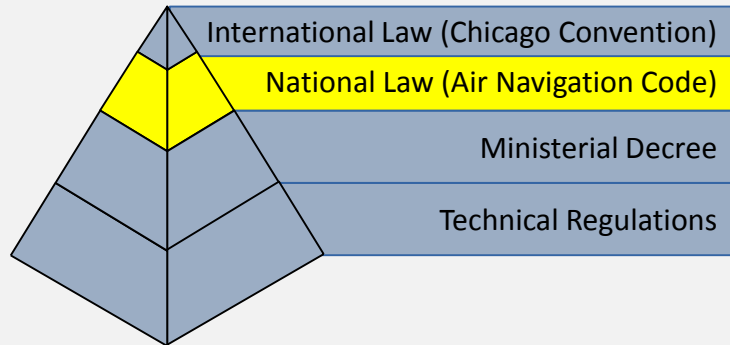 International Law (Chicago Convention)
National Law (Air Navigation Code)
Ministerial Decree
Technical Regulations